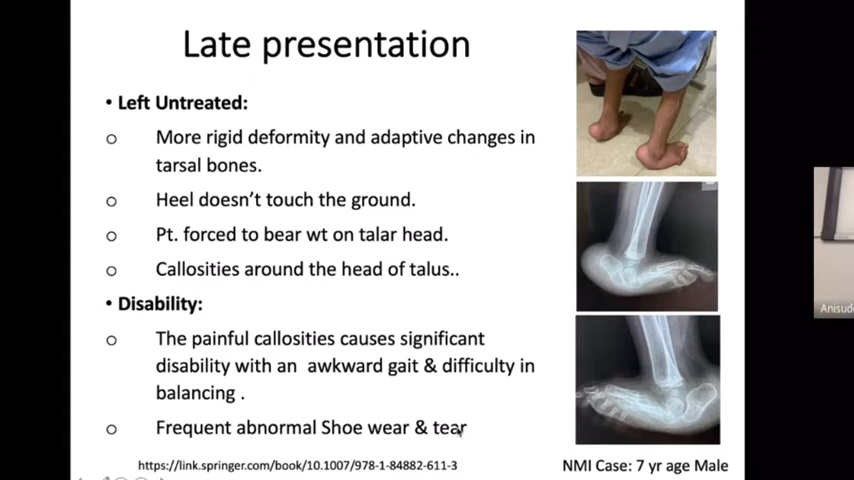 Late presentation
• Left Untreated:
o More rigid deformity and adaptive changes in
tarsal bones.
o Heel doesn't touch the ground.
o Pt. forced to bear wt on talar head.
o Callosities around the head of talus..
• Disability:
o The painful callosities causes significant
disability with an awkward gait & difficulty in
balancing .
o Frequent abnormal Shoe wear & tear
https://link.springer.com/book/10.1007/978-1-84882-611-3
NMI Case: 7 yr age Male